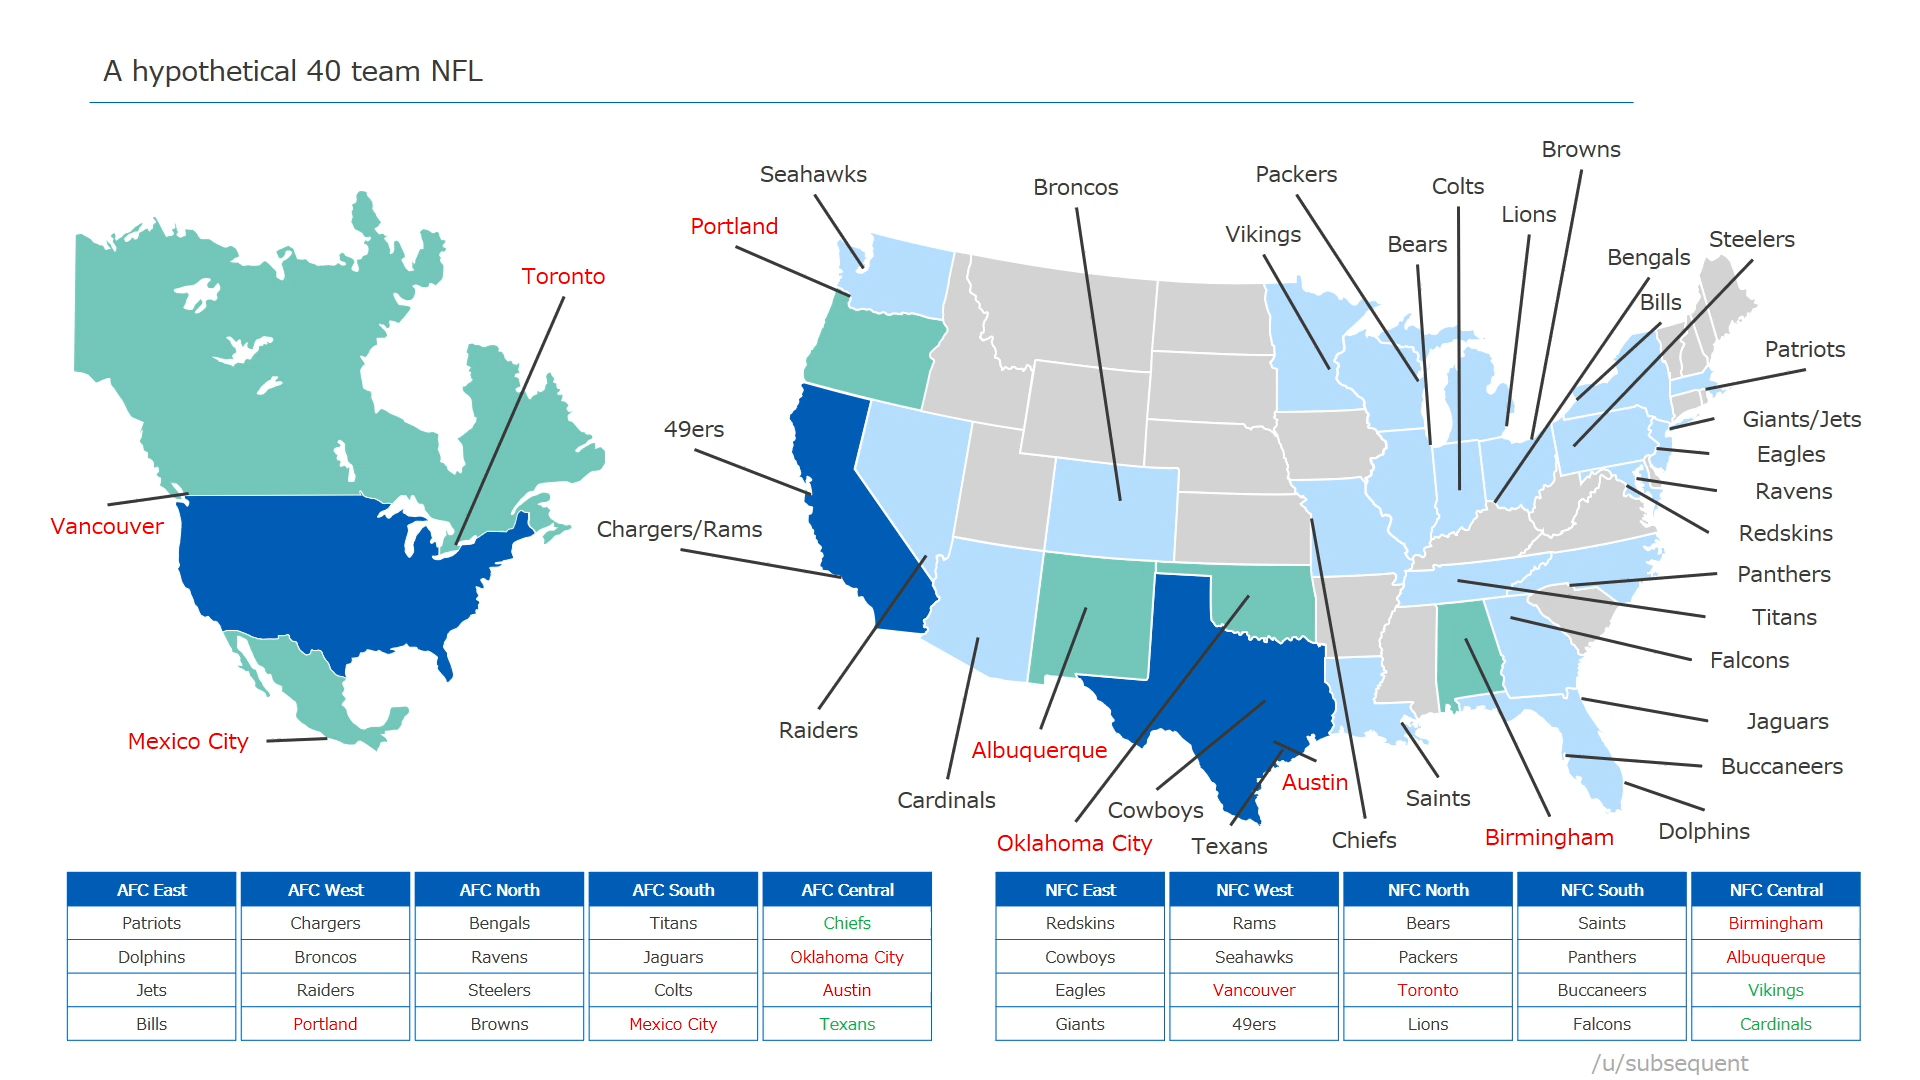 A hypothetical 40 team NFL
Browns
Seahawks
Broncos
Packers
Colts
Portland
Lions
Vikings
Bears
Steelers
Bengals
Toronto
Bills
Patriots
49ers
Giants/Jets
Eagles
Ravens
Vancouver
Chargers/Rams
Redskins
Panthers
Titans
Falcons
Mexico City
Raiders
Albuquerque
Jaguars
Buccaneers
Austin
Cardinals
Cowboys
Saints
Oklahoma City
Texans
Chiefs
Birmingham
Dolphins
AFC East AFC West AFC North AFC South AFC Central NFC East NFC West NFC North NFC South NFC Central
Patriots Chargers Bengals Titans Chiefs Redskins Rams Bears Saints Birmingham
Dolphins Broncos Ravens Jaguars Oklahoma City Cowboys Seahawks Packers Panthers Albuquerque
Jets Raiders Steelers Colts Austin Eagles Vancouver Toronto Buccaneers Vikings
Bills Portland Browns Mexico City Texans Giants 49ers Lions Falcons Cardinals
/u/subsequent